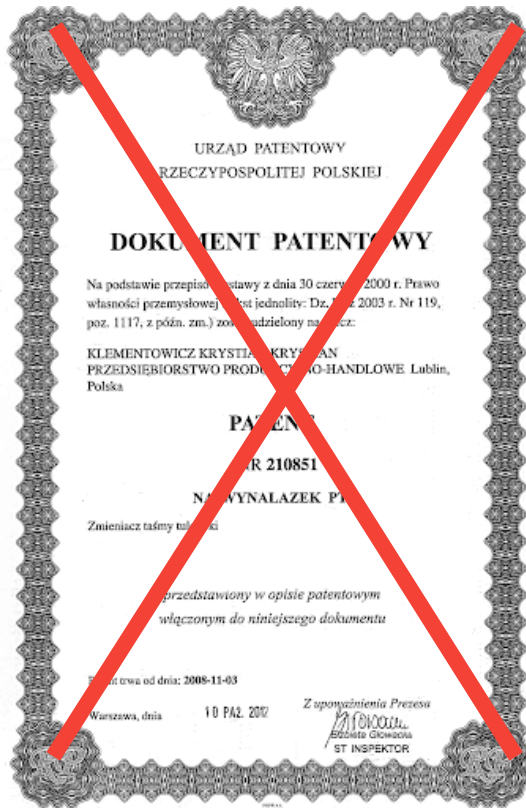 URZĄD PATENTOWY
RZECZYPOSPOLITEJ POLSKIEJ
DOKUMENT PATENTOWY
Na podstawie przepisów ustawy z dnia 30 czerwca 2000 r. Prawo
własności przemysłowej tekst jednolity: Dz. U. z 2003 r. Nr 119,
poz. 1117, z późn. zm.) został udzielony na rzecz:
KLEMENTOWICZ KRYSTIAN
PRZEDSIĘBIORSTWO PRODUKCYJNO-HANDLOWE Lublin,
Polska
PATENT
NR 210851
NA WYNALAZEK PT
Zmieniacz taśmy
przedstawiony w opisie patentowym
włączonym do niniejszego dokumentu
Patent trwa od dnia: 2008-11-03
Warszawa, dnia 10 PAŹ. 2012
Z upoważnienia Prezesa
Elżbieta Głowacka
ST INSPEKTOR